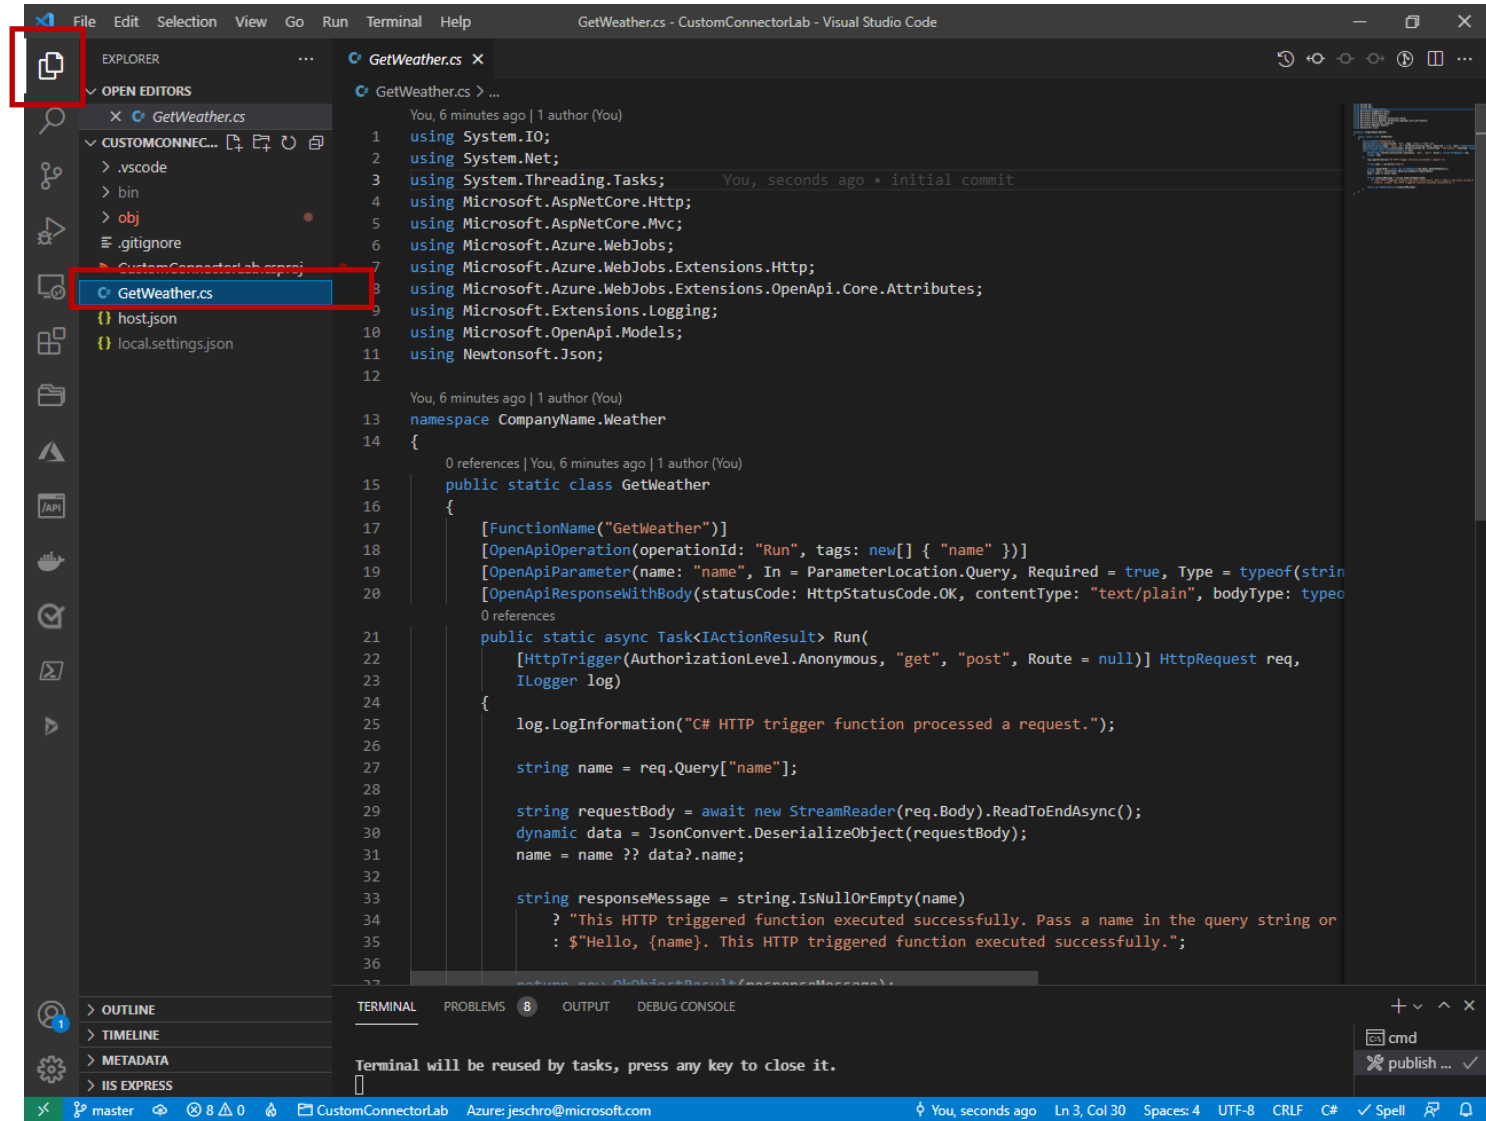 File Edit Selection View Go Run Terminal Help GetWeather.cs - CustomConnectorLab - Visual Studio Code
EXPLORER
OPEN EDITORS
GetWeather.cs
CUSTOMCONNEC...
.vscode
bin
obj
.gitignore
CustomConnectorLab.csproj
GetWeather.cs
host.json
local.settings.json
OUTLINE
TIMELINE
METADATA
IIS EXPRESS
GetWeather.cs
GetWeather.cs > ...
You, 6 minutes ago | 1 author (You)
1 using System.IO;
2 using System.Net;
3 using System.Threading.Tasks; You, seconds ago • initial commit
4 using Microsoft.AspNetCore.Http;
5 using Microsoft.AspNetCore.Mvc;
6 using Microsoft.Azure.WebJobs;
7 using Microsoft.Azure.WebJobs.Extensions.Http;
8 using Microsoft.Azure.WebJobs.Extensions.OpenApi.Core.Attributes;
9 using Microsoft.Extensions.Logging;
10 using Microsoft.OpenApi.Models;
11 using Newtonsoft.Json;
12
You, 6 minutes ago | 1 author (You)
13 namespace CompanyName.Weather
14 {
0 references | You, 6 minutes ago | 1 author (You)
15 public static class GetWeather
16 {
17 [FunctionName("GetWeather")]
18 [OpenApiOperation(operationId: "Run", tags: new[] { "name" })]
19 [OpenApiParameter(name: "name", In = ParameterLocation.Query, Required = true, Type = typeof(strin
20 [OpenApiResponseWithBody(statusCode: HttpStatusCode.OK, contentType: "text/plain", bodyType: typeo
0 references
21 public static async Task<IActionResult> Run(
22 [HttpTrigger(AuthorizationLevel.Anonymous, "get", "post", Route = null)] HttpRequest req,
23 ILogger log)
24 {
25 log.LogInformation("C# HTTP trigger function processed a request.");
26
27 string name = req.Query["name"];
28
29 string requestBody = await new StreamReader(req.Body).ReadToEndAsync();
30 dynamic data = JsonConvert.DeserializeObject(requestBody);
31 name = name ?? data?.name;
32
33 string responseMessage = string.IsNullOrEmpty(name)
34 ? "This HTTP triggered function executed successfully. Pass a name in the query string or
35 : $"Hello, {name}. This HTTP triggered function executed successfully.";
36
37 return new OkObjectResult(responseMessage);
TERMINAL PROBLEMS 8 OUTPUT DEBUG CONSOLE
Terminal will be reused by tasks, press any key to close it.
cmd
publish ...
/API
1
master 8 0 CustomConnectorLab Azure: jeschro@microsoft.com You, seconds ago Ln 3, Col 30 Spaces: 4 UTF-8 CRLF C# Spell